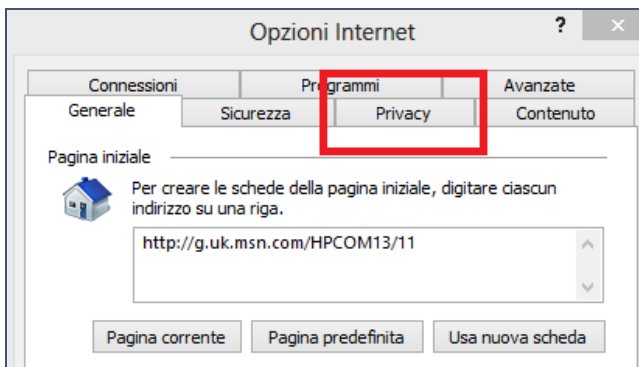 Opzioni Internet ? ×
Connessioni Programmi Avanzate
Generale Sicurezza Privacy Contenuto
Pagina iniziale
Per creare le schede della pagina iniziale, digitare ciascun
indirizzo su una riga.
http://g.uk.msn.com/HPCOM13/11
Pagina corrente Pagina predefinita Usa nuova scheda